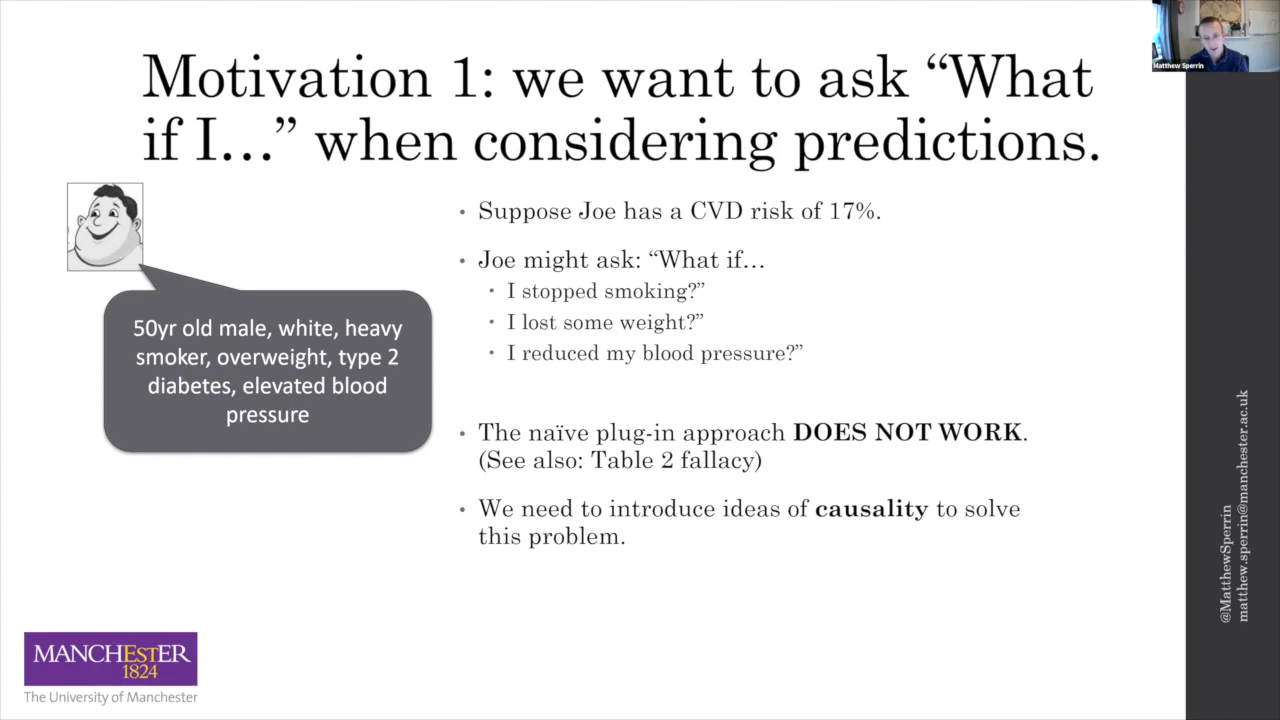 Motivation 1: we want to ask “What
if I…” when considering predictions.
Matthew Sperrin
50yr old male, white, heavy
smoker, overweight, type 2
diabetes, elevated blood
pressure
• Suppose Joe has a CVD risk of 17%.
• Joe might ask: “What if…
• I stopped smoking?”
• I lost some weight?”
• I reduced my blood pressure?”
• The naïve plug-in approach DOES NOT WORK.
(See also: Table 2 fallacy)
• We need to introduce ideas of causality to solve
this problem.
@MatthewSperrin
matthew.sperrin@manchester.ac.uk
MANCHESTER
1824
The University of Manchester